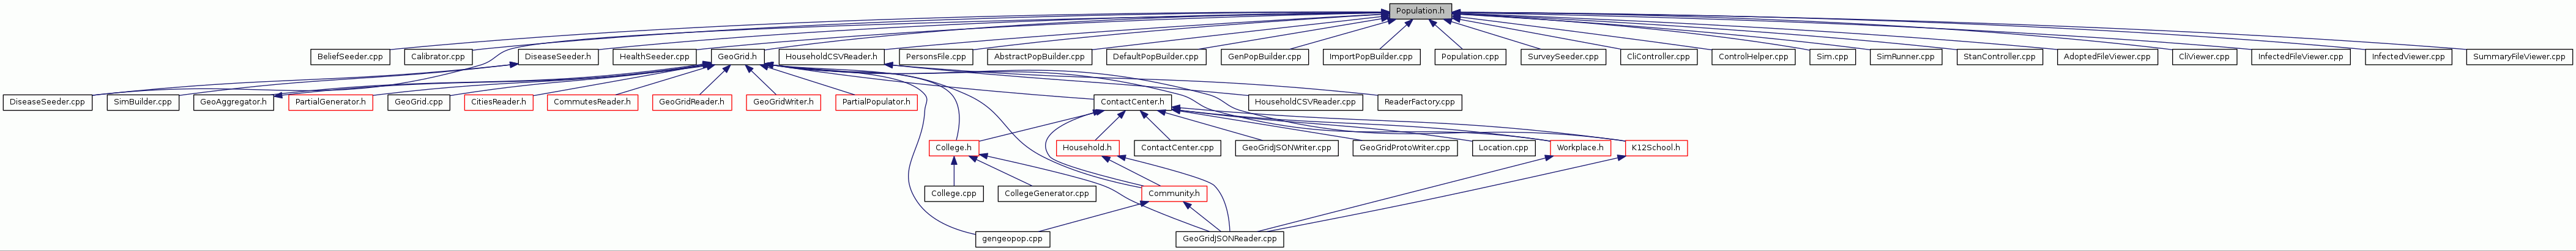 Population.h
BeliefSeeder.cpp
Calibrator.cpp
DiseaseSeeder.h
HealthSeeder.cpp
GeoGrid.h
HouseholdCSVReader.h
PersonsFile.cpp
AbstractPopBuilder.cpp
DefaultPopBuilder.cpp
GenPopBuilder.cpp
ImportPopBuilder.cpp
Population.cpp
SurveySeeder.cpp
CliController.cpp
ControlHelper.cpp
Sim.cpp
SimRunner.cpp
StanController.cpp
AdoptedFileViewer.cpp
CliViewer.cpp
InfectedFileViewer.cpp
InfectedViewer.cpp
SummaryFileViewer.cpp
DiseaseSeeder.cpp
SimBuilder.cpp
GeoAggregator.h
PartialGenerator.h
GeoGrid.cpp
CitiesReader.h
CommutesReader.h
GeoGridReader.h
GeoGridWriter.h
PartialPopulator.h
ContactCenter.h
HouseholdCSVReader.cpp
ReaderFactory.cpp
College.h
Household.h
ContactCenter.cpp
GeoGridJSONWriter.cpp
GeoGridProtoWriter.cpp
Location.cpp
Workplace.h
K12School.h
College.cpp
CollegeGenerator.cpp
Community.h
gengeopop.cpp
GeoGridJSONReader.cpp